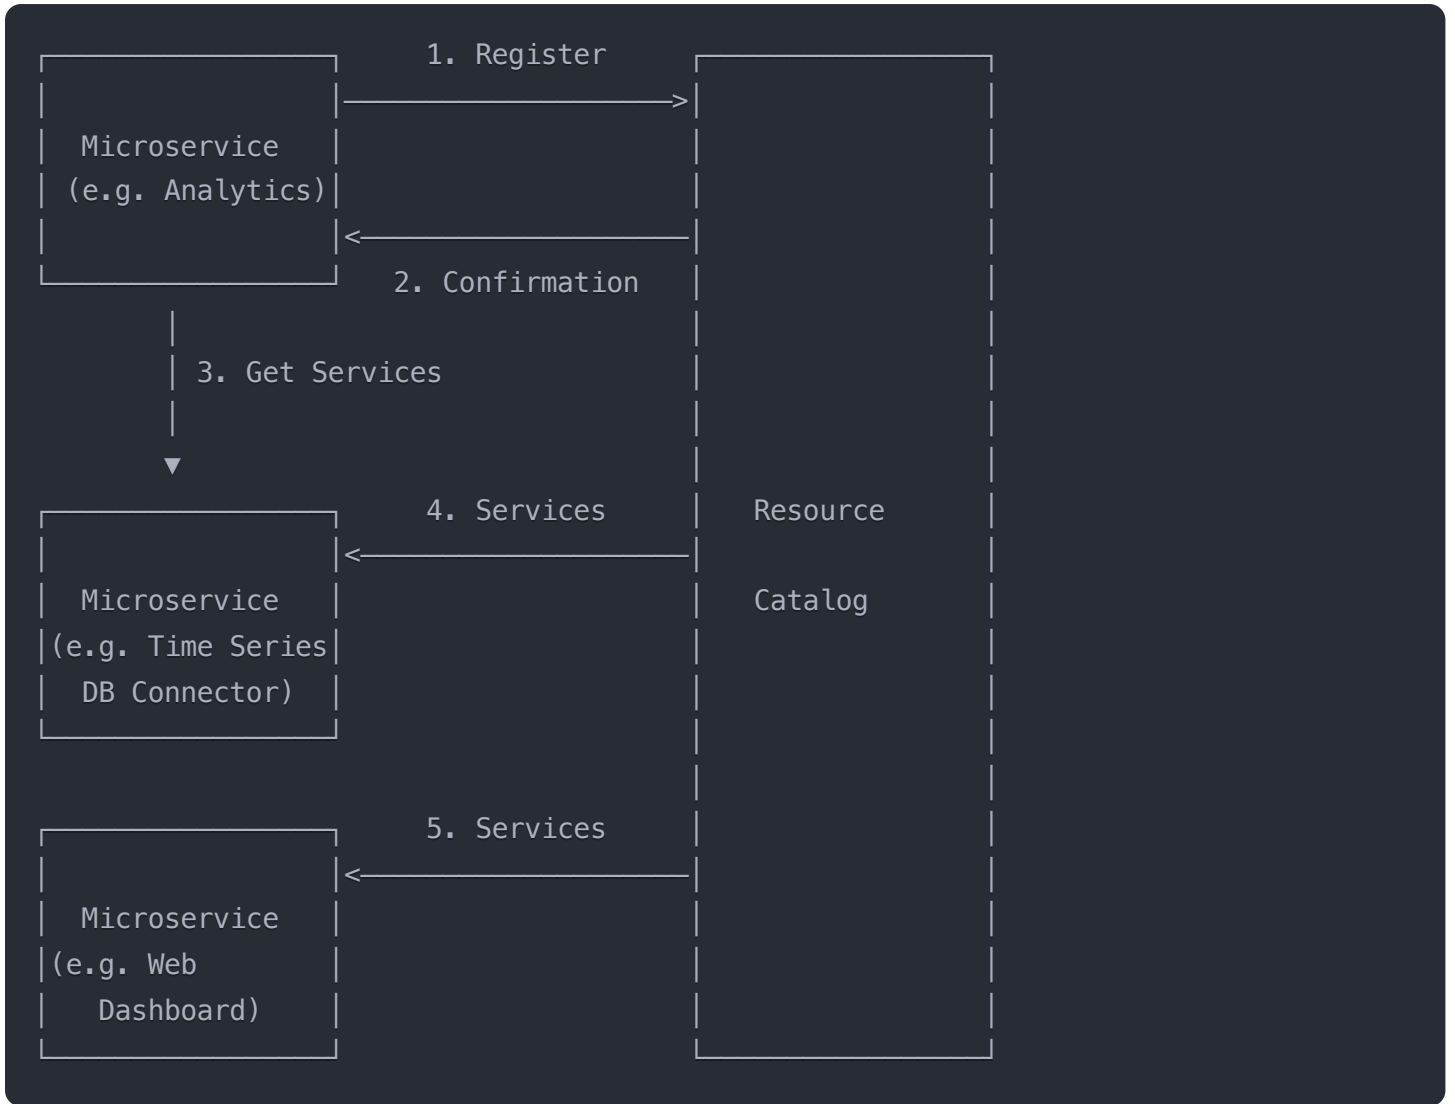 1. Register
Microservice
(e.g. Analytics)
2. Confirmation
3. Get Services
4. Services
Resource
Microservice
Catalog
(e.g. Time Series
DB Connector)
5. Services
Microservice
(e.g. Web
Dashboard)